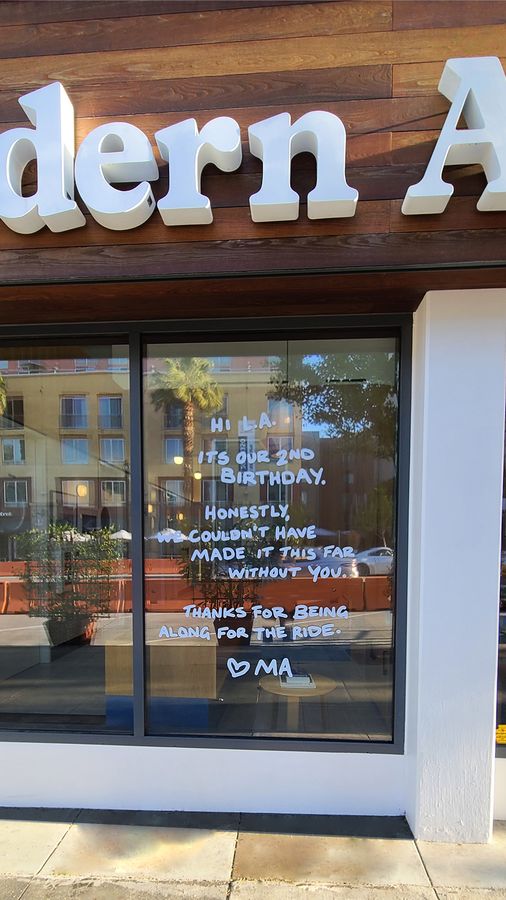 dern A
HI L.A.
ITS OUR 2ND
BIRTHDAY.
HONESTLY,
WE COULDN'T HAVE
MADE IT THIS FAR
WITHOUT YOU.
THANKS FOR BEING
ALONG FOR THE RIDE.
♡ MA